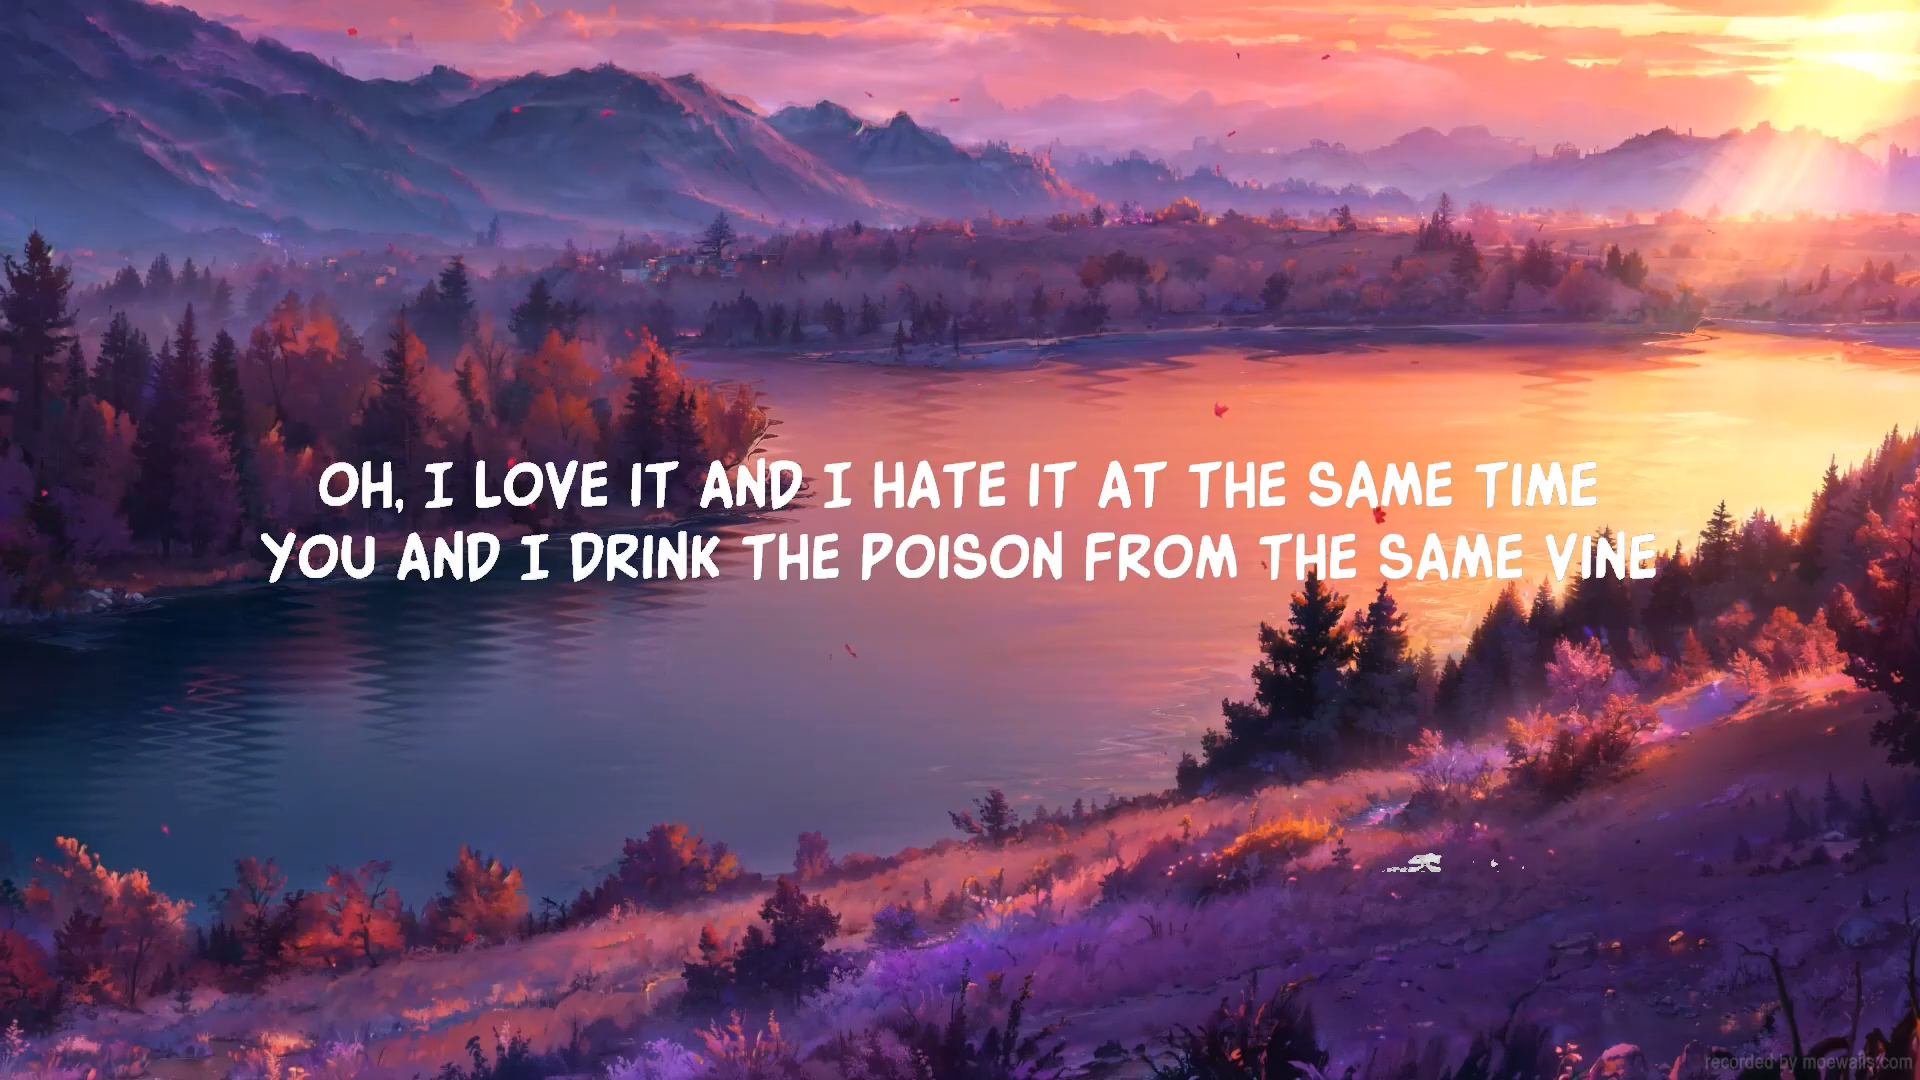 OH, I LOVE IT AND I HATE IT AT THE SAME TIME
YOU AND I DRINK THE POISON FROM THE SAME VINE
recorded by moewalls.com